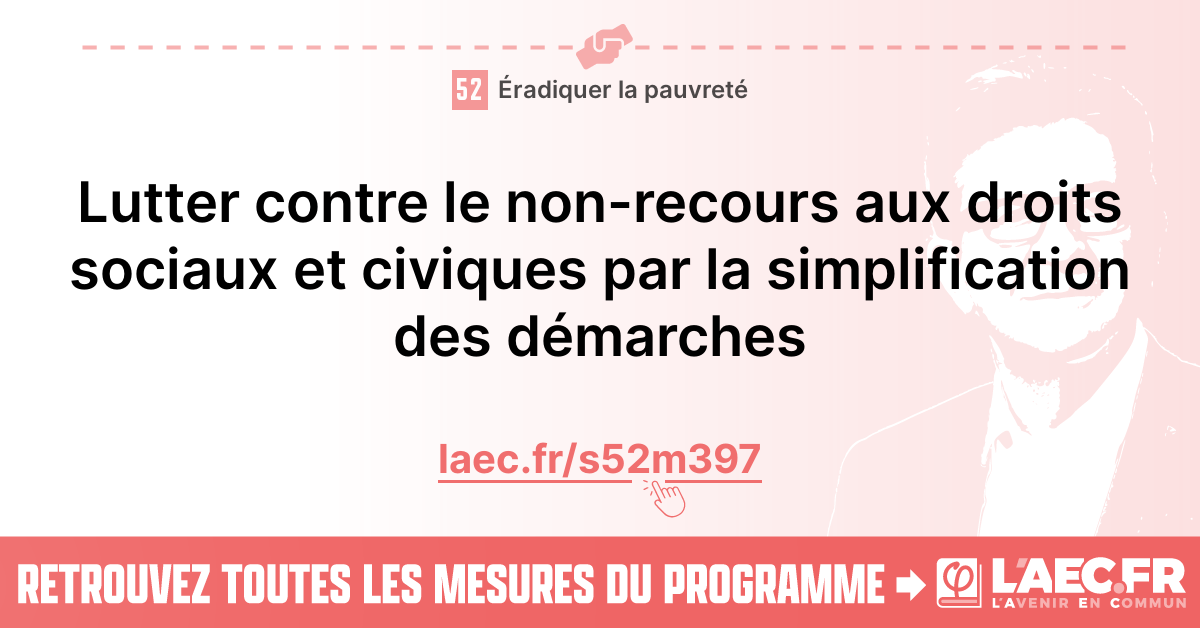 52 Éradiquer la pauvreté
Lutter contre le non-recours aux droits
sociaux et civiques par la simplification
des démarches
laec.fr/s52m397
RETROUVEZ TOUTES LES MESURES DU PROGRAMME
φ L'AEC.FR
L'AVENIR EN COMMUN